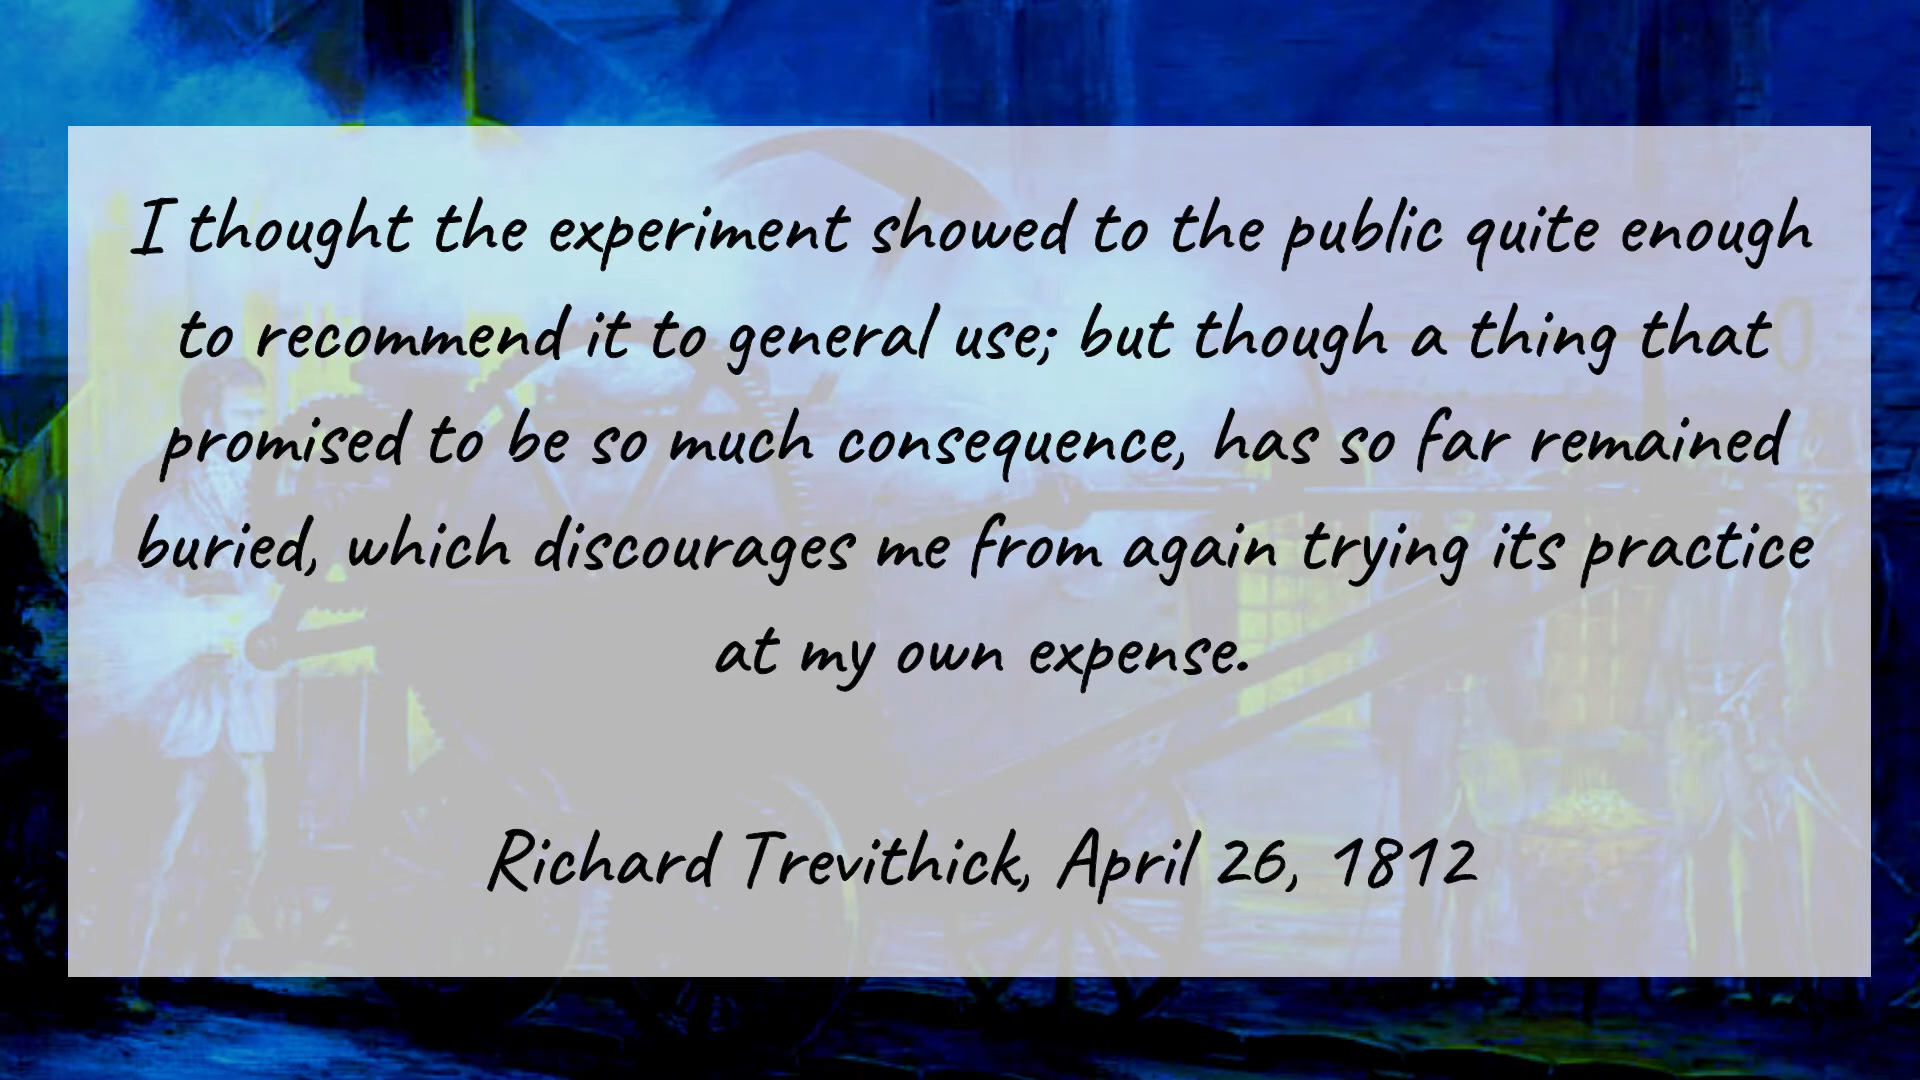 I thought the experiment showed to the public quite enough
to recommend it to general use; but though a thing that
promised to be so much consequence, has so far remained
buried, which discourages me from again trying its practice
at my own expense.
Richard Trevithick, April 26, 1812